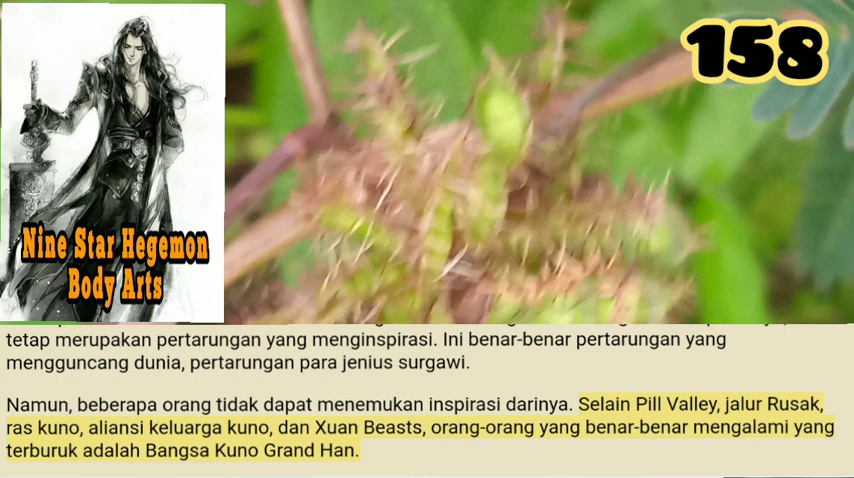 158
Nine Star Hegemon
Body Arts
tetap merupakan pertarungan yang menginspirasi. Ini benar-benar pertarungan yang
mengguncang dunia, pertarungan para jenius surgawi.
Namun, beberapa orang tidak dapat menemukan inspirasi darinya. Selain Pill Valley, jalur Rusak,
ras kuno, aliansi keluarga kuno, dan Xuan Beasts, orang-orang yang benar-benar mengalami yang
terburuk adalah Bangsa Kuno Grand Han.